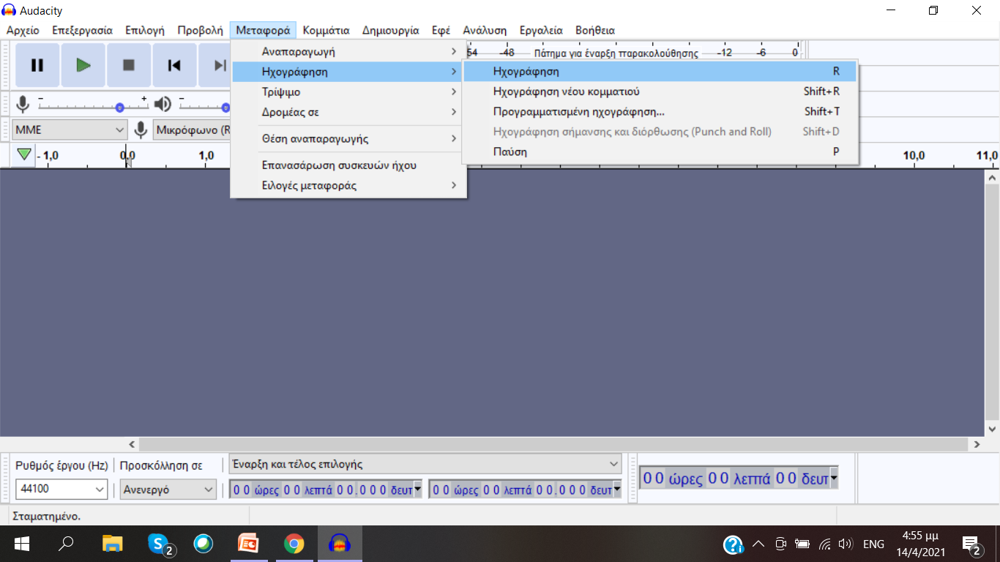 Audacity
Αρχείο Επεξεργασία Επιλογή Προβολή Μεταφορά Κομμάτια Δημιουργία Εφέ Ανάλυση Εργαλεία Βοήθεια
Αναπαραγωγή
54 -48 Πάτημα για έναρξη παρακολούθησης -12 -6 0
Ηχογράφηση
Ηχογράφηση R
Τρίψιμο
Ηχογράφηση νέου κομματιού Shift+R
Δρομέας σε
Προγραμματισμένη ηχογράφηση... Shift+T
MME
Μικρόφωνο (R
Θέση αναπαραγωγής
Ηχογράφηση σήμανσης και διόρθωσης (Punch and Roll) Shift+D
Παύση P
- 1,0 0,0 1,0 10,0 11,0
Επανασάρωση συσκευών ήχου
Ειλογές μεταφοράς
Ρυθμός έργου (Hz) Προσκόλληση σε Έναρξη και τέλος επιλογής
44100 Ανενεργό 0 0 ώρες 0 0 λεπτά 0 0 . 0 0 0 δευτ 0 0 ώρες 0 0 λεπτά 0 0 . 0 0 0 δευτ 0 0 ώρες 0 0 λεπτά 0 0 δευτ
Σταματημένο.
2
ENG
4:55 μμ
14/4/2021
2